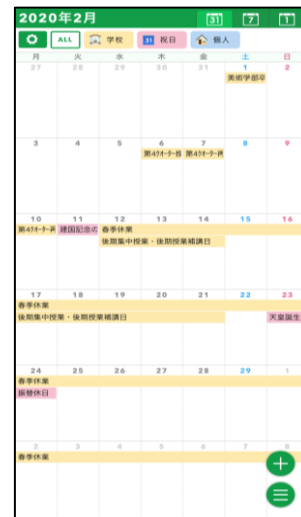 2020年2月 31 7 1
ALL 学校 31 祝日 個人
月 火 水 木 金 土 日
27 28 29 30 31 1 2
美術学部卒
3 4 5 6 7 8 9
第4クオーター授 第4クオーター再
10 11 12 13 14 15 16
第4クオーター再 建国記念の 春季休業
後期集中授業・後期授業補講日
17 18 19 20 21 22 23
春季休業
後期集中授業・後期授業補講日 天皇誕生
24 25 26 27 28 29 1
春季休業
振替休日
2 3 4 5 6 7 8
春季休業